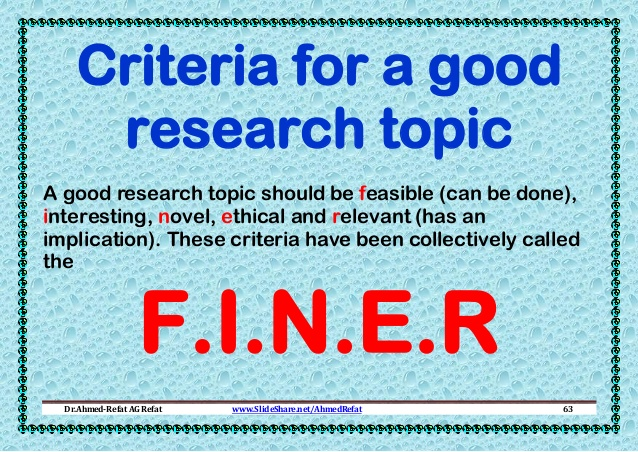 Criteria for a good
research topic
A good research topic should be feasible (can be done),
interesting, novel, ethical and relevant (has an
implication). These criteria have been collectively called
the
F.I.N.E.R
Dr.Ahmed-Refat AG Refat www.SlideShare.net/AhmedRefat 63